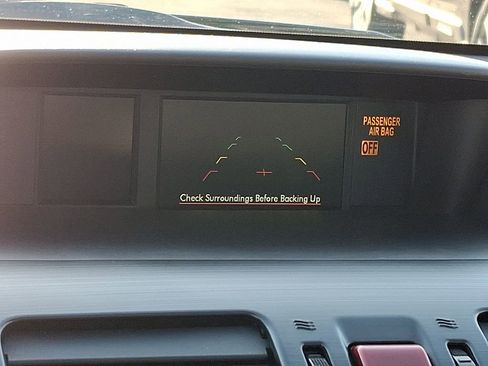 PASSENGER
AIR BAG
OFF
Check Surroundings Before Backing Up